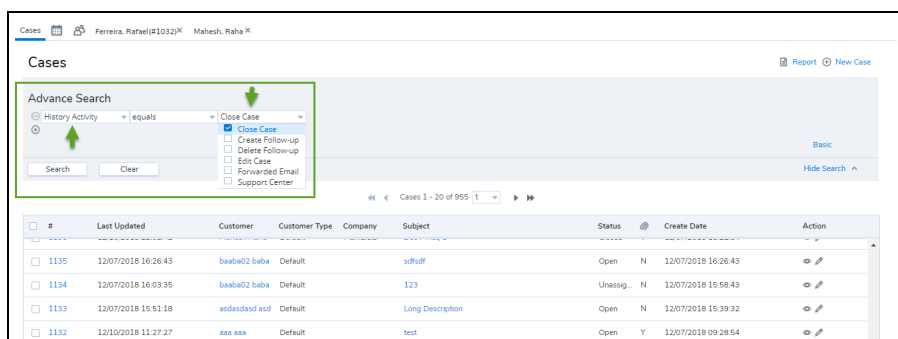 Cases Ferreira, Rafael(#1032)X Mahesh, Raha X
Cases Report New Case
Advance Search
History Activity equals Close Case
Close Case
Create Follow-up
Delete Follow-up
Edit Case
Forwarded Email
Support Center
Basic
Search Clear Hide Search
Cases 1 - 20 of 955 1
# Last Updated Customer Customer Type Company Subject Status Create Date Action
1135 12/07/2018 16:26:43 baaba02 baba Default sdfsdf Open N 12/07/2018 16:26:43
1134 12/07/2018 16:03:35 baaba02 baba Default 123 Unassig... N 12/07/2018 15:58:43
1133 12/07/2018 15:51:18 asdasdasd asd Default Long Description Open N 12/07/2018 15:39:32
1132 12/10/2018 11:27:27 aaa aaa Default test Open Y 12/07/2018 09:28:54